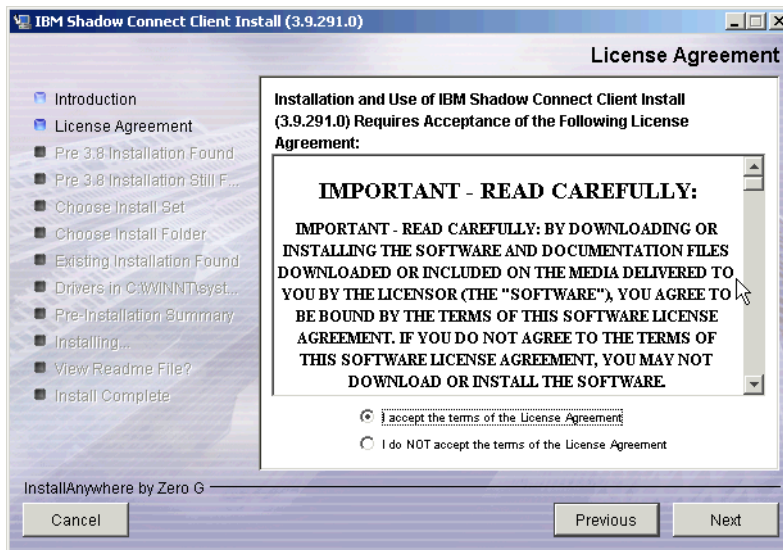 IBM Shadow Connect Client Install (3.9.291.0)
License Agreement
Introduction
License Agreement
Pre 3.8 Installation Found
Pre 3.8 Installation Still F...
Choose Install Set
Choose Install Folder
Existing Installation Found
Drivers in C:\WINNT\syst...
Pre-Installation Summary
Installing...
View Readme File?
Install Complete
Installation and Use of IBM Shadow Connect Client Install
(3.9.291.0) Requires Acceptance of the Following License
Agreement:
IMPORTANT - READ CAREFULLY:
IMPORTANT - READ CAREFULLY: BY DOWNLOADING OR
INSTALLING THE SOFTWARE AND DOCUMENTATION FILES
DOWNLOADED OR INCLUDED ON THE MEDIA DELIVERED TO
YOU BY THE LICENSOR (THE "SOFTWARE"), YOU AGREE TO
BE BOUND BY THE TERMS OF THIS SOFTWARE LICENSE
AGREEMENT. IF YOU DO NOT AGREE TO THE TERMS OF
THIS SOFTWARE LICENSE AGREEMENT, YOU MAY NOT
DOWNLOAD OR INSTALL THE SOFTWARE.
I accept the terms of the License Agreement
I do NOT accept the terms of the License Agreement
InstallAnywhere by Zero G
Cancel
Previous
Next